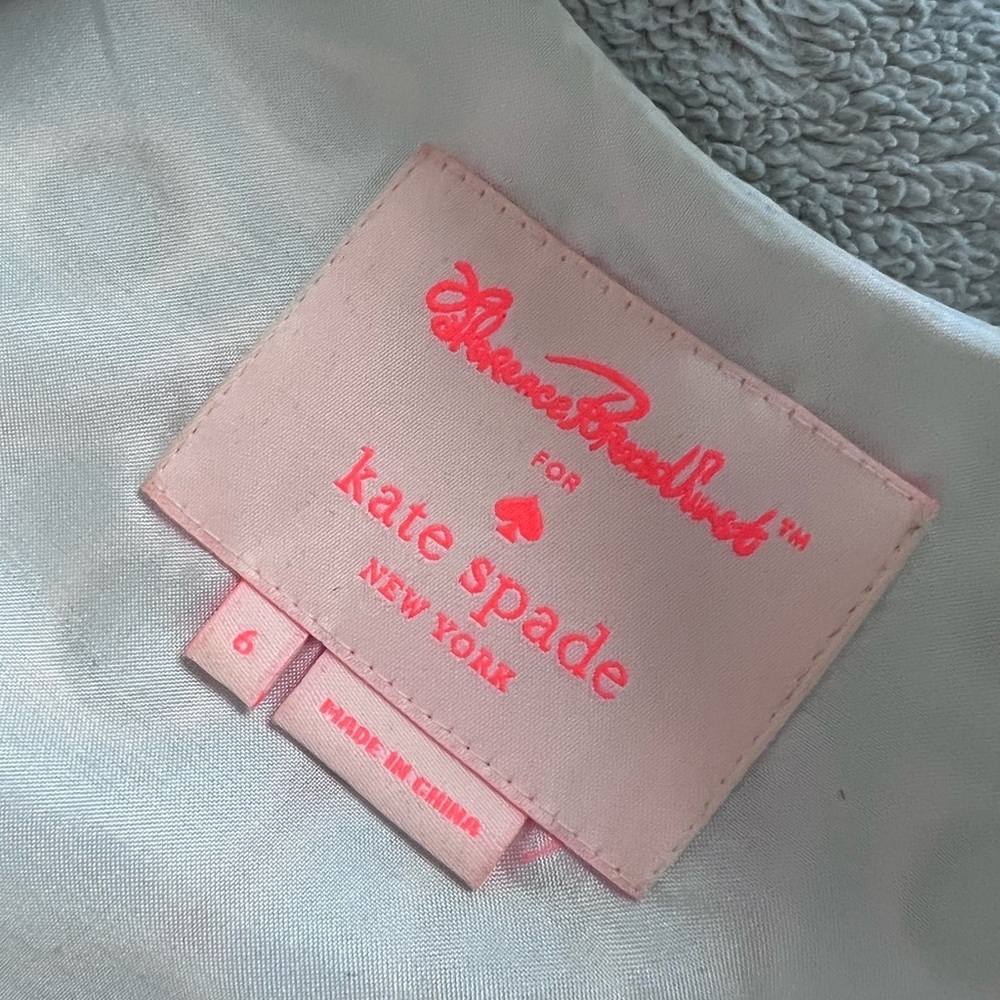 Florence Broadhurst™
FOR
kate spade
NEW YORK
6
MADE IN CHINA